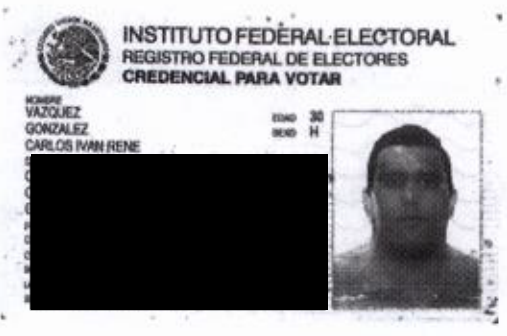 INSTITUTO FEDERAL ELECTORAL
REGISTRO FEDERAL DE ELECTORES
CREDENCIAL PARA VOTAR
NOMBRE
VAZQUEZ
GONZALEZ
CARLOS IVAN RENE
EDAD 30
SEXO H